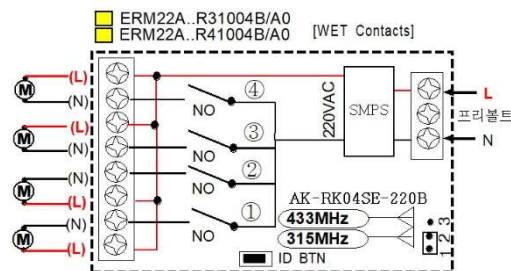 ERM22A..R31004B/A0
ERM22A..R41004B/A0 [WET Contacts]
M (L)
(N)
M (L)
(N)
M (N)
(L)
M (N)
(L)
④
NO
③
NO
②
①
NO
220VAC
SMPS
L
프리볼트
N
AK-RK04SE-220B
433MHz
315MHz
1 2 3
ID BTN